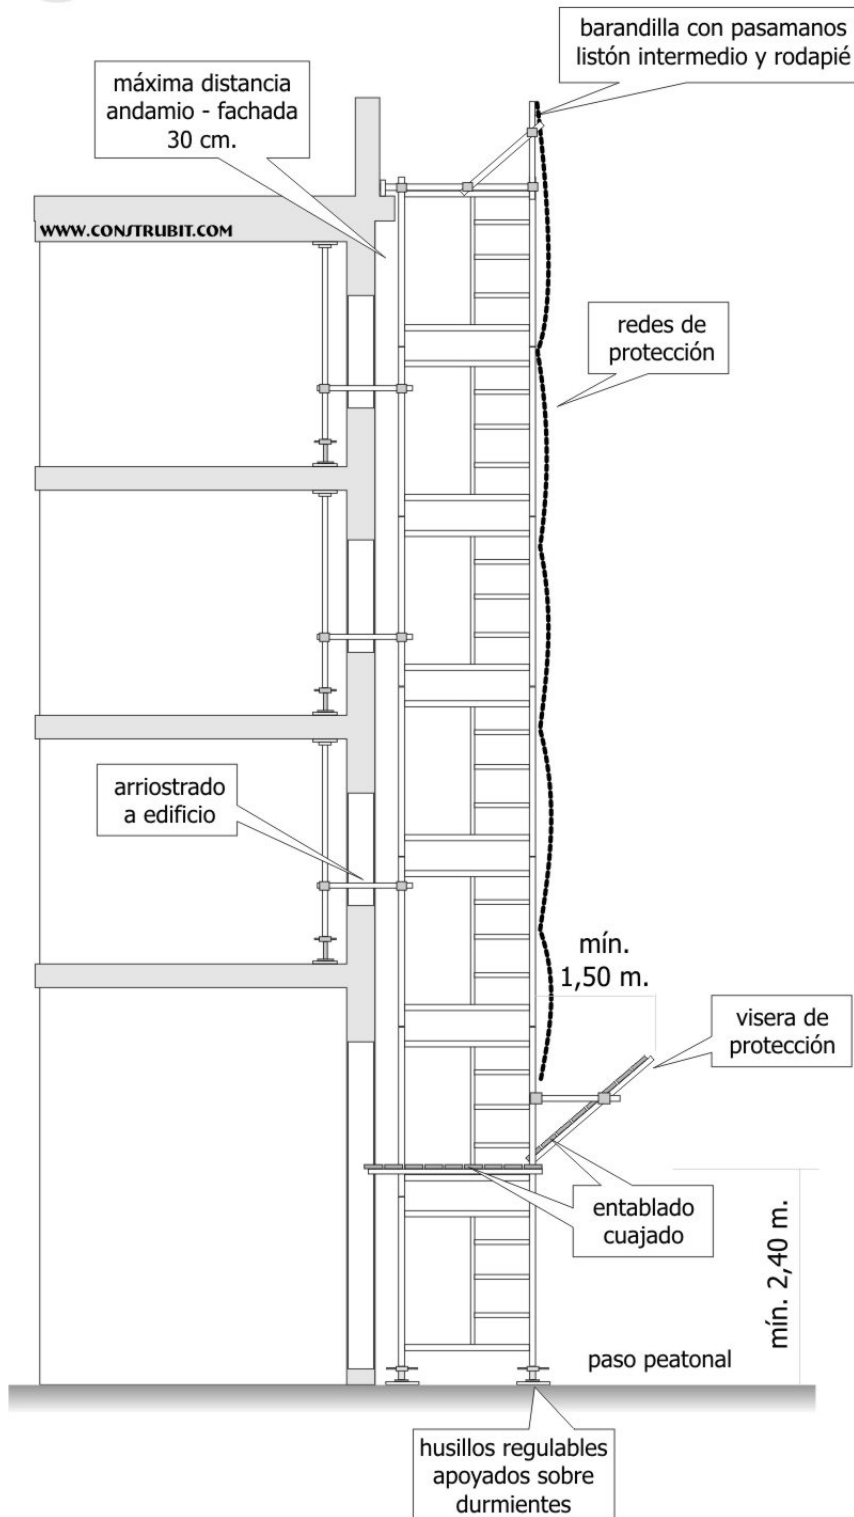 barandilla con pasamanos
listón intermedio y rodapié
máxima distancia
andamio - fachada
30 cm.
WWW.CONSTRUBIT.COM
redes de
protección
arriostrado
a edificio
mín.
1,50 m.
visera de
protección
entablado
cuajado
mín. 2,40 m.
paso peatonal
husillos regulables
apoyados sobre
durmientes